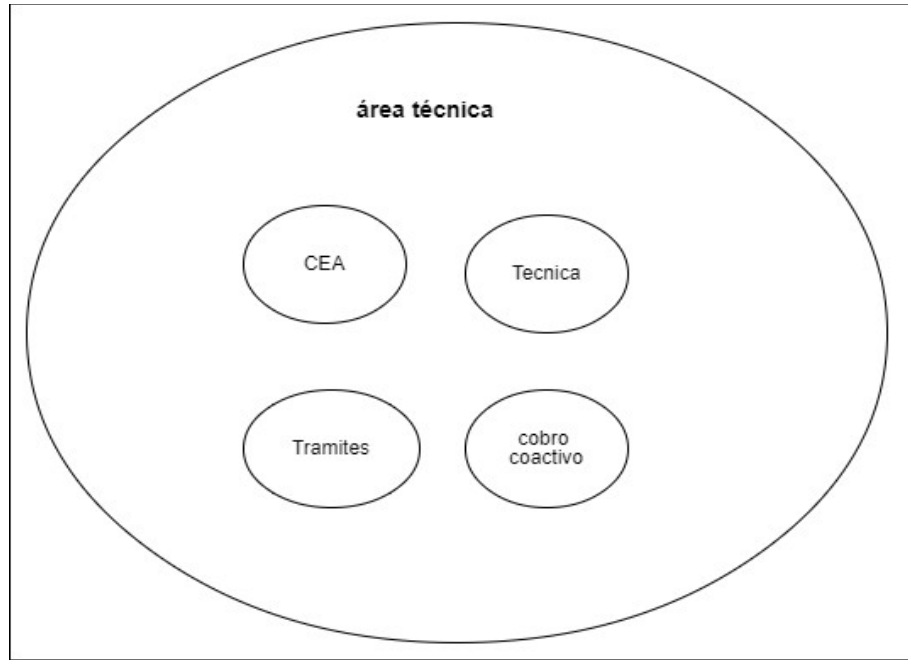 área técnica
CEA
Tecnica
Tramites
cobro
coactivo